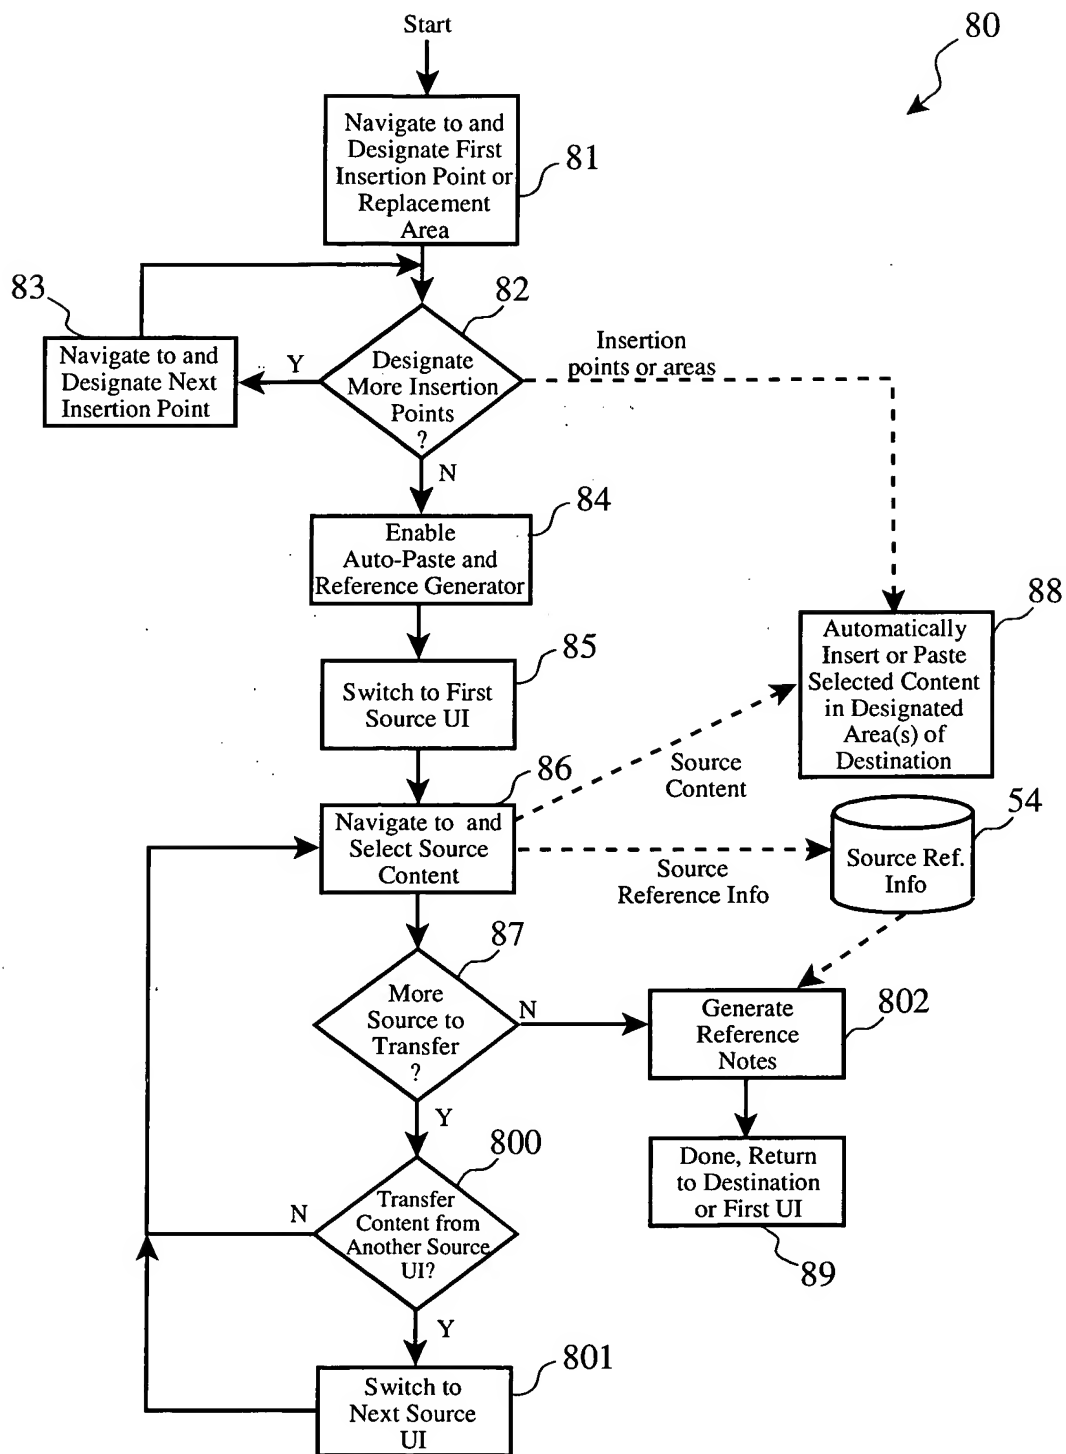 Start
80
Navigate to and
Designate First
Insertion Point or
Replacement
Area
81
83
82
Navigate to and
Designate Next
Insertion Point
Y
Designate
More Insertion
Points
?
Insertion
points or areas
N
84
Enable
Auto-Paste and
Reference Generator
85
Switch to First
Source UI
88
Automatically
Insert or Paste
Selected Content
in Designated
Area(s) of
Destination
86
Source
Content
Navigate to and
Select Source
Content
Source
Reference Info
54
Source Ref.
Info
87
More
Source to
Transfer
?
N
Generate
Reference
Notes
802
Y
800
Transfer
Content from
Another Source
UI?
N
Done, Return
to Destination
or First UI
89
Y
801
Switch to
Next Source
UI